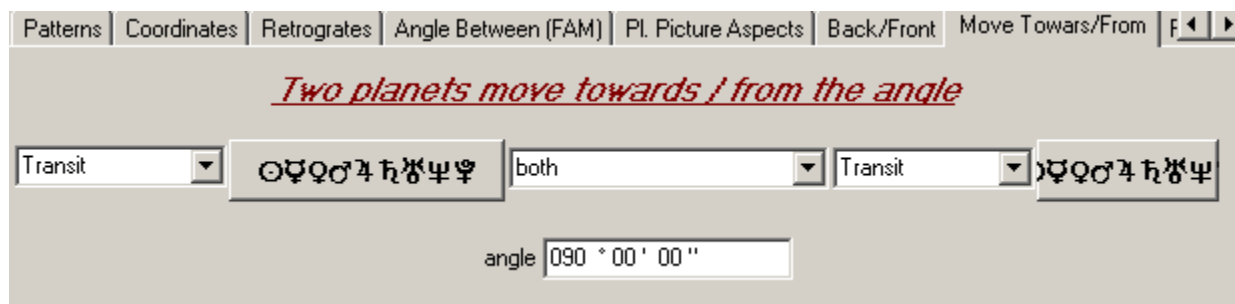 Patterns Coordinates Retrogrates Angle Between (FAM) Pl. Picture Aspects Back/Front Move Towars/From
Two planets move towards / from the angle
Transit ☉☿♀♂♃♄♅♆♇ both Transit ☿♀♂♃♄♅♆
angle 090 ° 00 ' 00 "